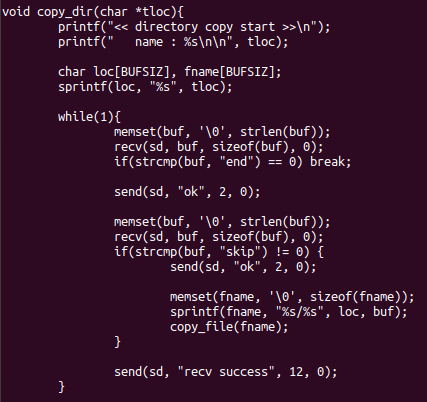 void copy_dir(char *tloc){
        printf("<< directory copy start >>\n");
        printf("   name : %s\n\n", tloc);

        char loc[BUFSIZ], fname[BUFSIZ];
        sprintf(loc, "%s", tloc);

        while(1){
                memset(buf, '\0', strlen(buf));
                recv(sd, buf, sizeof(buf), 0);
                if(strcmp(buf, "end") == 0) break;

                send(sd, "ok", 2, 0);

                memset(buf, '\0', strlen(buf));
                recv(sd, buf, sizeof(buf), 0);
                if(strcmp(buf, "skip") != 0) {
                        send(sd, "ok", 2, 0);

                        memset(fname, '\0', sizeof(fname));
                        sprintf(fname, "%s/%s", loc, buf);
                        copy_file(fname);
                }

                send(sd, "recv success", 12, 0);
        }